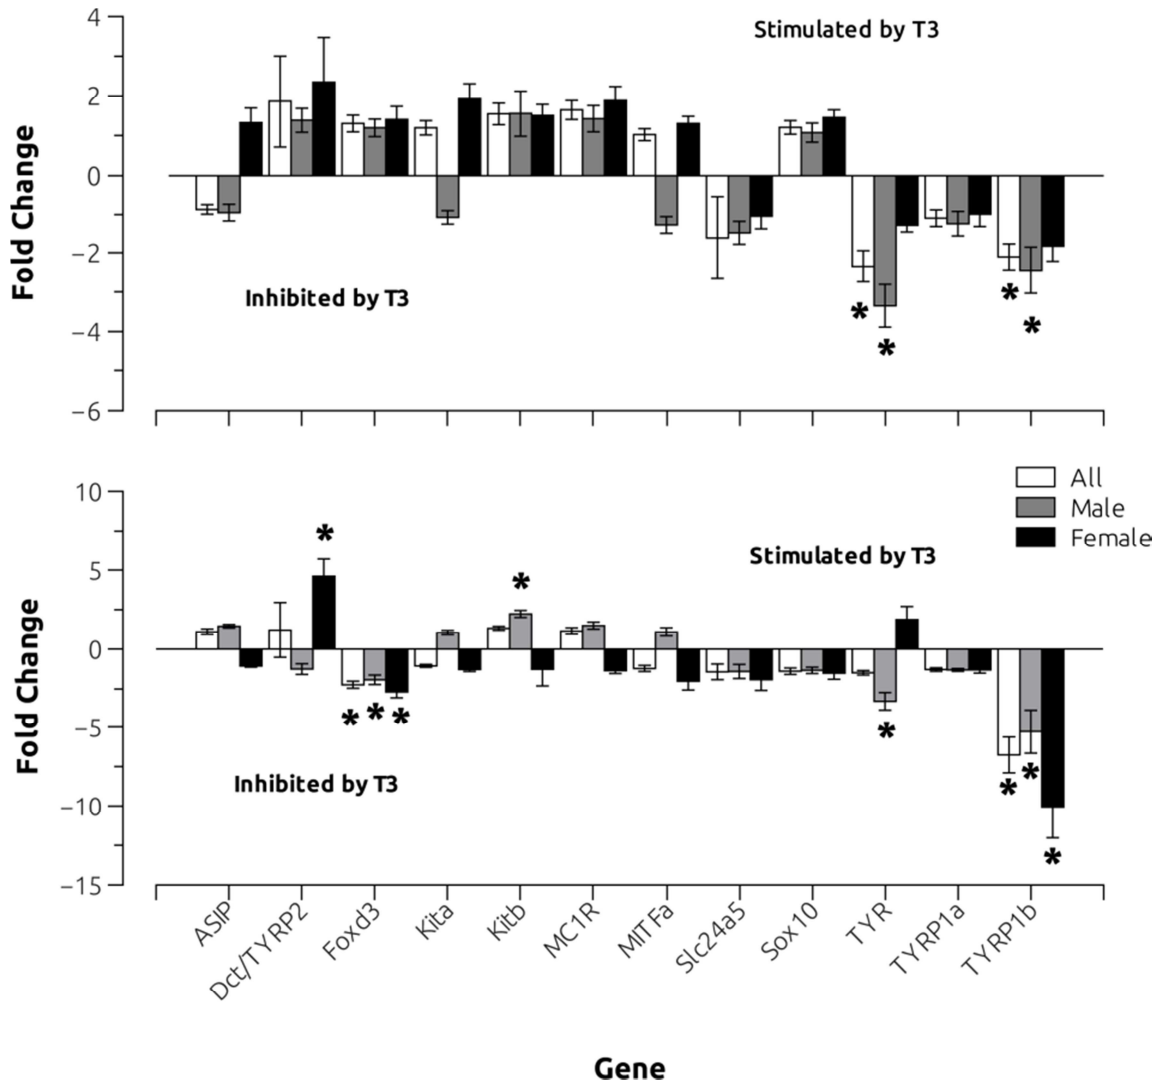 4
Stimulated by T3
2
0
−2
Inhibited by T3
−4
−6
Fold Change
*
*
*
*
10
All
Male
Female
5
Stimulated by T3
0
−5
Inhibited by T3
−10
−15
Fold Change
*
*
*
*
*
*
*
*
*
ASIP
Dct/TYRP2
Foxd3
Kita
Kitb
MC1R
MITFa
Slc24a5
Sox10
TYR
TYRP1a
TYRP1b
Gene